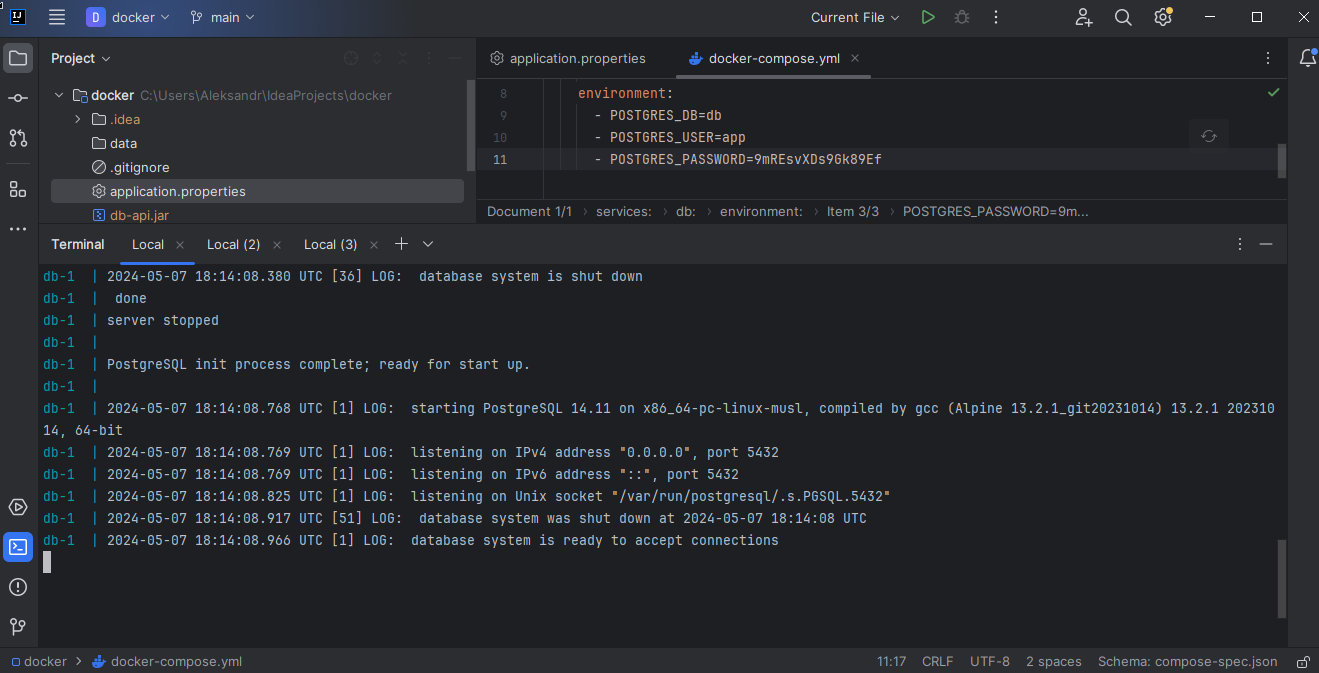 D docker main Current File
Project
application.properties docker-compose.yml
docker C:\Users\Aleksandr\IdeaProjects\docker
.idea
data
.gitignore
application.properties
db-api.jar
8 environment:
9 - POSTGRES_DB=db
10 - POSTGRES_USER=app
11 - POSTGRES_PASSWORD=9mREsvXDs9Gk89Ef
Document 1/1 › services: › db: › environment: › Item 3/3 › POSTGRES_PASSWORD=9m...
Terminal Local Local (2) Local (3)
db-1 | 2024-05-07 18:14:08.380 UTC [36] LOG: database system is shut down
db-1 | done
db-1 | server stopped
db-1 |
db-1 | PostgreSQL init process complete; ready for start up.
db-1 |
db-1 | 2024-05-07 18:14:08.768 UTC [1] LOG: starting PostgreSQL 14.11 on x86_64-pc-linux-musl, compiled by gcc (Alpine 13.2.1_git20231014) 13.2.1 202310
14, 64-bit
db-1 | 2024-05-07 18:14:08.769 UTC [1] LOG: listening on IPv4 address "0.0.0.0", port 5432
db-1 | 2024-05-07 18:14:08.769 UTC [1] LOG: listening on IPv6 address "::", port 5432
db-1 | 2024-05-07 18:14:08.825 UTC [1] LOG: listening on Unix socket "/var/run/postgresql/.s.PGSQL.5432"
db-1 | 2024-05-07 18:14:08.917 UTC [51] LOG: database system was shut down at 2024-05-07 18:14:08 UTC
db-1 | 2024-05-07 18:14:08.966 UTC [1] LOG: database system is ready to accept connections
docker › docker-compose.yml 11:17 CRLF UTF-8 2 spaces Schema: compose-spec.json